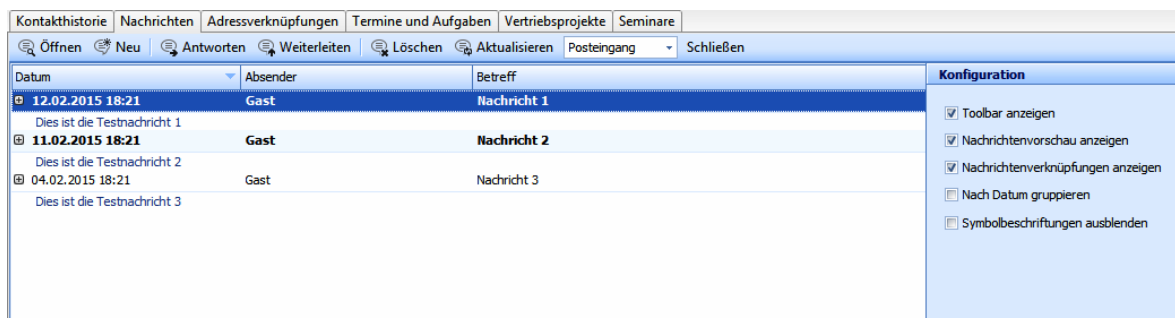 Kontakthistorie Nachrichten Adressverknüpfungen Termine und Aufgaben Vertriebsprojekte Seminare
Öffnen Neu Antworten Weiterleiten Löschen Aktualisieren Posteingang Schließen
Datum Absender Betreff
12.02.2015 18:21 Gast Nachricht 1
Dies ist die Testnachricht 1
11.02.2015 18:21 Gast Nachricht 2
Dies ist die Testnachricht 2
04.02.2015 18:21 Gast Nachricht 3
Dies ist die Testnachricht 3
Konfiguration
Toolbar anzeigen
Nachrichtenvorschau anzeigen
Nachrichtenverknüpfungen anzeigen
Nach Datum gruppieren
Symbolbeschriftungen ausblenden